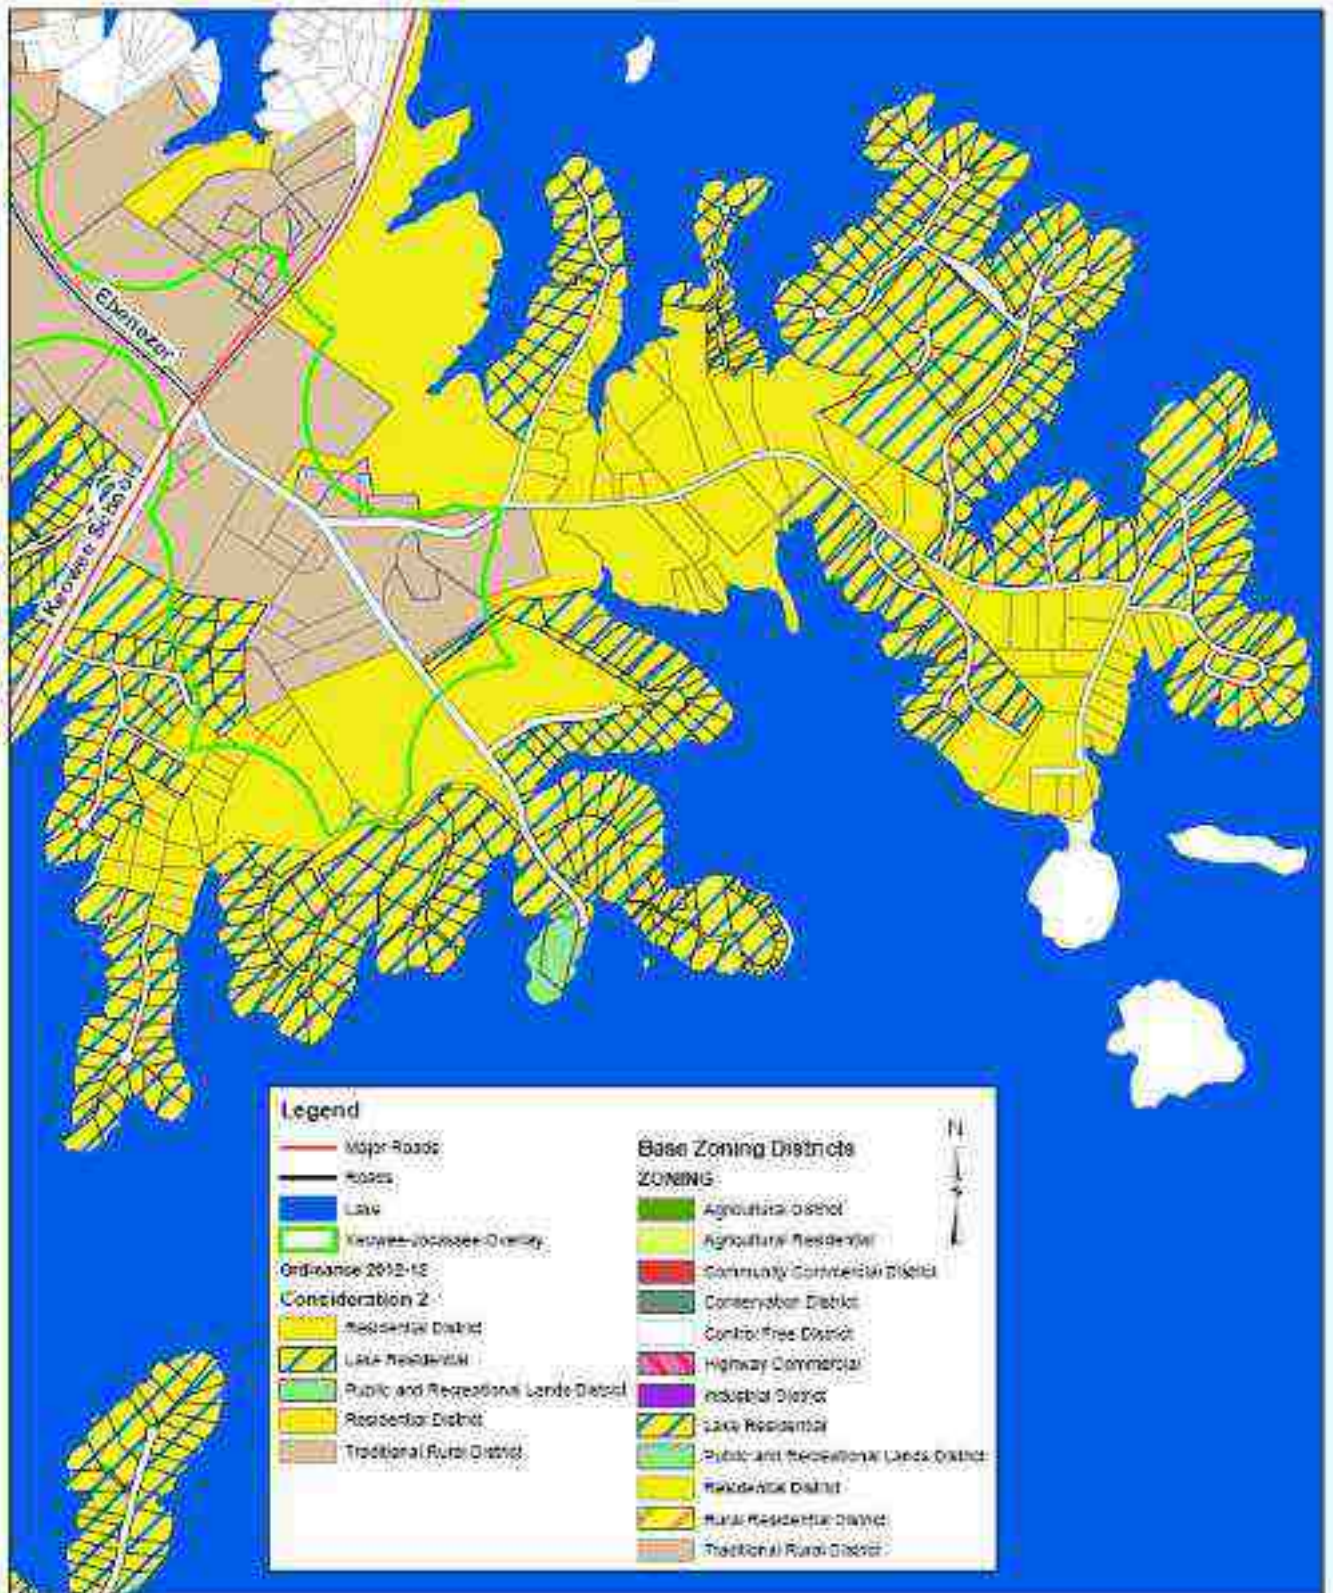 Ebenezer
Keowee School
Legend
Major Roads
Roads
Lake
Keowee-Jocassee Overlay
Ordinance 2012-12
Consideration 2
Residential District
Lake Residential
Public and Recreational Lands District
Residential District
Traditional Rural District
N
Base Zoning Districts
ZONING
Agricultural District
Agricultural Residential
Community Commercial District
Conservation District
Control Free District
Highway Commercial
Industrial District
Lake Residential
Public and Recreational Lands District
Residential District
Rural Residential District
Traditional Rural District